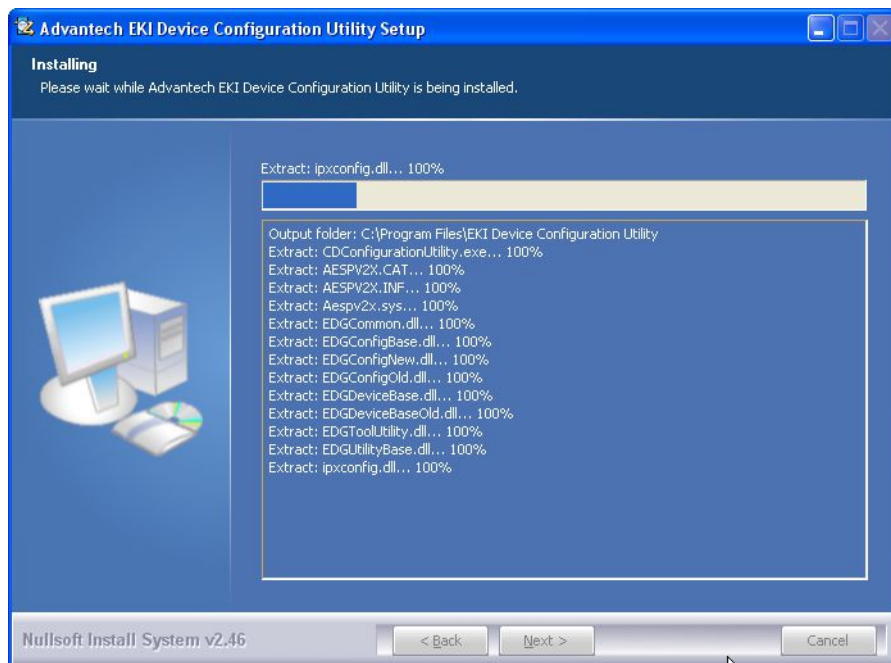 Advantech EKI Device Configuration Utility Setup
Installing
Please wait while Advantech EKI Device Configuration Utility is being installed.
Extract: ipxconfig.dll... 100%
Output folder: C:\Program Files\EKI Device Configuration Utility
Extract: CDConfigurationUtility.exe... 100%
Extract: AESPV2X.CAT... 100%
Extract: AESPV2X.INF... 100%
Extract: Aespv2x.sys... 100%
Extract: EDGCommon.dll... 100%
Extract: EDGConfigBase.dll... 100%
Extract: EDGConfigNew.dll... 100%
Extract: EDGConfigOld.dll... 100%
Extract: EDGDeviceBase.dll... 100%
Extract: EDGDeviceBaseOld.dll... 100%
Extract: EDGToolUtility.dll... 100%
Extract: EDGUtilityBase.dll... 100%
Extract: ipxconfig.dll... 100%
Nullsoft Install System v2.46
< Back
Next >
Cancel